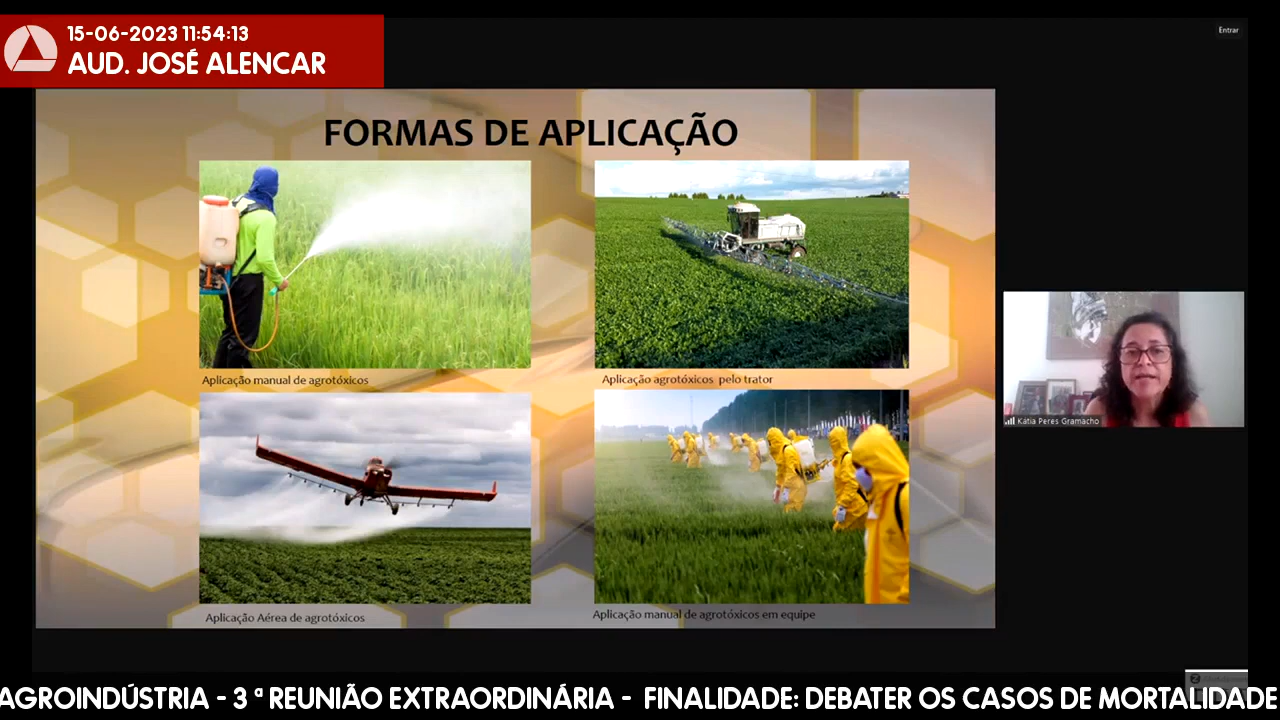 15-06-2023 11:54:13
AUD. JOSÉ ALENCAR
Entrar
FORMAS DE APLICAÇÃO
Aplicação manual de agrotóxicos
Aplicação agrotóxicos pelo trator
Aplicação Aérea de agrotóxicos
Aplicação manual de agrotóxicos em equipe
Kátia Peres Gramacho
AGROINDÚSTRIA - 3 ª REUNIÃO EXTRAORDINÁRIA - FINALIDADE: DEBATER OS CASOS DE MORTALIDADE